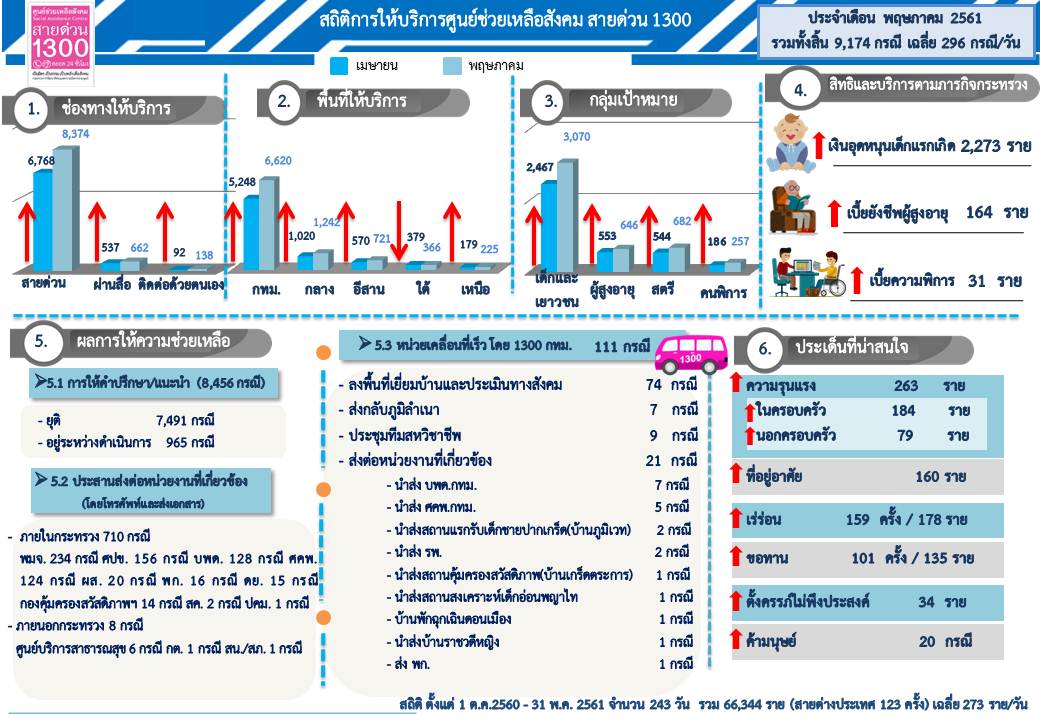 ศูนย์ช่วยเหลือสังคม
Social Assistance Center
สายด่วน
1300
ตลอด 24 ชั่วโมง
สถิติการให้บริการศูนย์ช่วยเหลือสังคม สายด่วน 1300
ประจำเดือน พฤษภาคม 2561
รวมทั้งสิ้น 9,174 กรณี เฉลี่ย 296 กรณี/วัน
เมษายน
พฤษภาคม
1. ช่องทางให้บริการ
6,768
8,374
537
662
92
138
สายด่วน
ผ่านสื่อ
ติดต่อด้วยตนเอง
2. พื้นที่ให้บริการ
5,248
6,620
1,020
1,242
570
721
379
366
179
225
กทม.
กลาง
อีสาน
ใต้
เหนือ
3. กลุ่มเป้าหมาย
2,467
3,070
553
646
544
682
186
257
เด็กและ
เยาวชน
ผู้สูงอายุ
สตรี
คนพิการ
4. สิทธิและบริการตามภารกิจกระทรวง
เงินอุดหนุนเด็กแรกเกิด 2,273 ราย
เบี้ยยังชีพผู้สูงอายุ 164 ราย
เบี้ยความพิการ 31 ราย
5. ผลการให้ความช่วยเหลือ
5.1 การให้คำปรึกษา/แนะนำ (8,456 กรณี)
- ยุติ 7,491 กรณี
- อยู่ระหว่างดำเนินการ 965 กรณี
5.2 ประสานส่งต่อหน่วยงานที่เกี่ยวข้อง
(โดยโทรศัพท์และส่งเอกสาร)
- ภายในกระทรวง 710 กรณี
พมจ. 234 กรณี ศปข. 156 กรณี บพด. 128 กรณี ศคพ.
124 กรณี ผส. 20 กรณี พก. 16 กรณี ดย. 15 กรณี
กองคุ้มครองสวัสดิภาพฯ 14 กรณี สค. 2 กรณี ปคม. 1 กรณี
- ภายนอกกระทรวง 8 กรณี
ศูนย์บริการสาธารณสุข 6 กรณี กต. 1 กรณี สน./สภ. 1 กรณี
5.3 หน่วยเคลื่อนที่เร็ว โดย 1300 กทม. 111 กรณี
1300
- ลงพื้นที่เยี่ยมบ้านและประเมินทางสังคม 74 กรณี
- ส่งกลับภูมิลำเนา 7 กรณี
- ประชุมทีมสหวิชาชีพ 9 กรณี
- ส่งต่อหน่วยงานที่เกี่ยวข้อง 21 กรณี
- นำส่ง บพด.กทม. 7 กรณี
- นำส่ง ศคพ.กทม. 5 กรณี
- นำส่งสถานแรกรับเด็กชายปากเกร็ด(บ้านภูมิเวท) 2 กรณี
- นำส่ง รพ. 2 กรณี
- นำส่งสถานคุ้มครองสวัสดิภาพ(บ้านเกร็ดตระการ) 1 กรณี
- นำส่งสถานสงเคราะห์เด็กอ่อนพญาไท 1 กรณี
- บ้านพักฉุกเฉินดอนเมือง 1 กรณี
- นำส่งบ้านราชวดีหญิง 1 กรณี
- ส่ง พก. 1 กรณี
6. ประเด็นที่น่าสนใจ
ความรุนแรง 263 ราย
ในครอบครัว 184 ราย
นอกครอบครัว 79 ราย
ที่อยู่อาศัย 160 ราย
เร่ร่อน 159 ครั้ง / 178 ราย
ขอทาน 101 ครั้ง / 135 ราย
ตั้งครรภ์ไม่พึงประสงค์ 34 ราย
ค้ามนุษย์ 20 กรณี
สถิติ ตั้งแต่ 1 ต.ค.2560 - 31 พ.ค. 2561 จำนวน 243 วัน รวม 66,344 ราย (สายต่างประเทศ 123 ครั้ง) เฉลี่ย 273 ราย/วัน